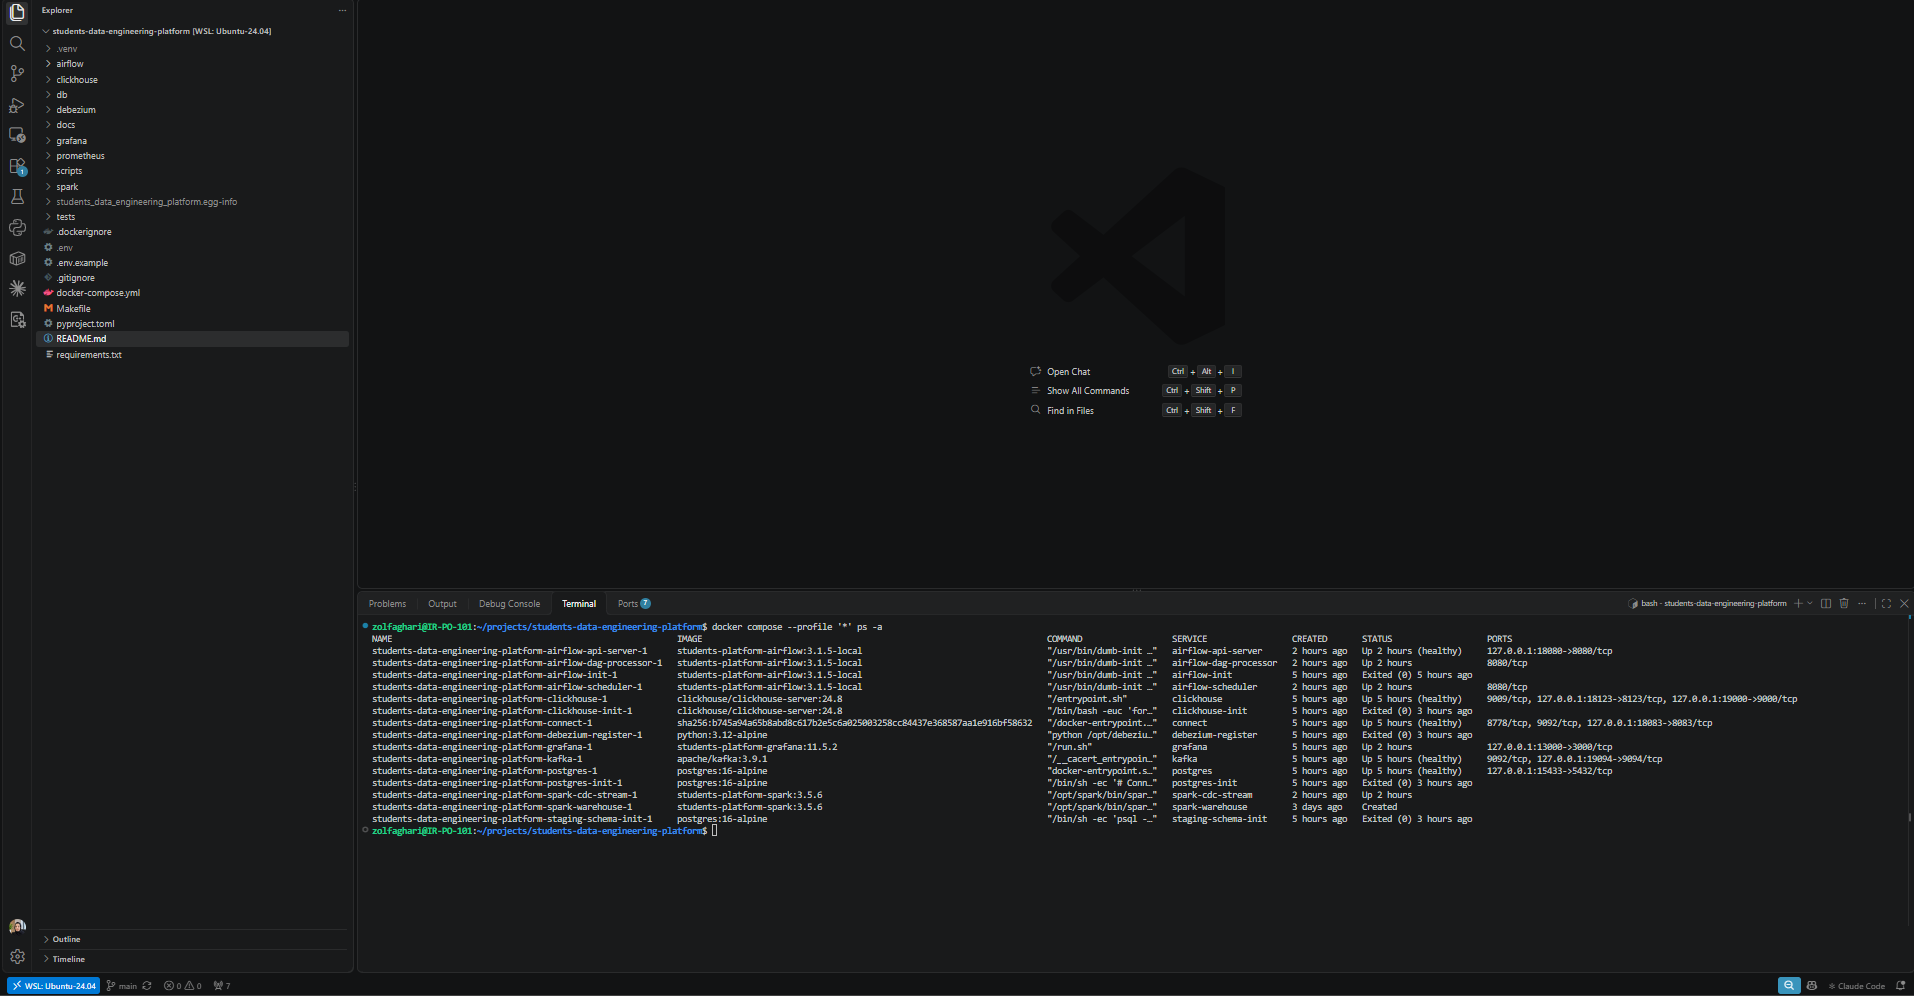 Explorer
students-data-engineering-platform [WSL: Ubuntu-24.04]
.venv
airflow
clickhouse
db
debezium
docs
grafana
prometheus
scripts
spark
students_data_engineering_platform.egg-info
tests
.dockerignore
.env
.env.example
.gitignore
docker-compose.yml
Makefile
pyproject.toml
README.md
requirements.txt
Outline
Timeline
Open Chat Ctrl + Alt + I
Show All Commands Ctrl + Shift + P
Find in Files Ctrl + Shift + F
Problems Output Debug Console Terminal Ports 7
bash - students-data-engineering-platform
zolfaghari@IR-PO-101:~/projects/students-data-engineering-platform$ docker compose --profile '*' ps -a
NAME IMAGE COMMAND SERVICE CREATED STATUS PORTS
students-data-engineering-platform-airflow-api-server-1 students-platform-airflow:3.1.5-local "/usr/bin/dumb-init …" airflow-api-server 2 hours ago Up 2 hours (healthy) 127.0.0.1:18080->8080/tcp
students-data-engineering-platform-airflow-dag-processor-1 students-platform-airflow:3.1.5-local "/usr/bin/dumb-init …" airflow-dag-processor 2 hours ago Up 2 hours 8080/tcp
students-data-engineering-platform-airflow-init-1 students-platform-airflow:3.1.5-local "/usr/bin/dumb-init …" airflow-init 5 hours ago Exited (0) 5 hours ago
students-data-engineering-platform-airflow-scheduler-1 students-platform-airflow:3.1.5-local "/usr/bin/dumb-init …" airflow-scheduler 2 hours ago Up 2 hours 8080/tcp
students-data-engineering-platform-clickhouse-1 clickhouse/clickhouse-server:24.8 "/entrypoint.sh" clickhouse 5 hours ago Up 5 hours (healthy) 9009/tcp, 127.0.0.1:18123->8123/tcp, 127.0.0.1:19000->9000/tcp
students-data-engineering-platform-clickhouse-init-1 clickhouse/clickhouse-server:24.8 "/bin/bash -euc 'for…" clickhouse-init 5 hours ago Exited (0) 3 hours ago
students-data-engineering-platform-connect-1 sha256:b745a94a65b8abd8c617b2e5c6a025003258cc84437e368587aa1e916bf58632 "/docker-entrypoint.…" connect 5 hours ago Up 5 hours (healthy) 8778/tcp, 9092/tcp, 127.0.0.1:18083->8083/tcp
students-data-engineering-platform-debezium-register-1 python:3.12-alpine "python /opt/debeziu…" debezium-register 5 hours ago Exited (0) 3 hours ago
students-data-engineering-platform-grafana-1 students-platform-grafana:11.5.2 "/run.sh" grafana 5 hours ago Up 2 hours 127.0.0.1:13000->3000/tcp
students-data-engineering-platform-kafka-1 apache/kafka:3.9.1 "/__cacert_entrypoin…" kafka 5 hours ago Up 5 hours (healthy) 9092/tcp, 127.0.0.1:19094->9094/tcp
students-data-engineering-platform-postgres-1 postgres:16-alpine "docker-entrypoint.s…" postgres 5 hours ago Up 5 hours (healthy) 127.0.0.1:15433->5432/tcp
students-data-engineering-platform-postgres-init-1 postgres:16-alpine "/bin/sh -ec '# Conn…" postgres-init 5 hours ago Exited (0) 3 hours ago
students-data-engineering-platform-spark-cdc-stream-1 students-platform-spark:3.5.6 "/opt/spark/bin/spar…" spark-cdc-stream 2 hours ago Up 2 hours
students-data-engineering-platform-spark-warehouse-1 students-platform-spark:3.5.6 "/opt/spark/bin/spar…" spark-warehouse 3 days ago Created
students-data-engineering-platform-staging-schema-init-1 postgres:16-alpine "/bin/sh -ec 'psql -…" staging-schema-init 5 hours ago Exited (0) 3 hours ago
zolfaghari@IR-PO-101:~/projects/students-data-engineering-platform$
WSL: Ubuntu-24.04 main 0 0 7 Claude Code